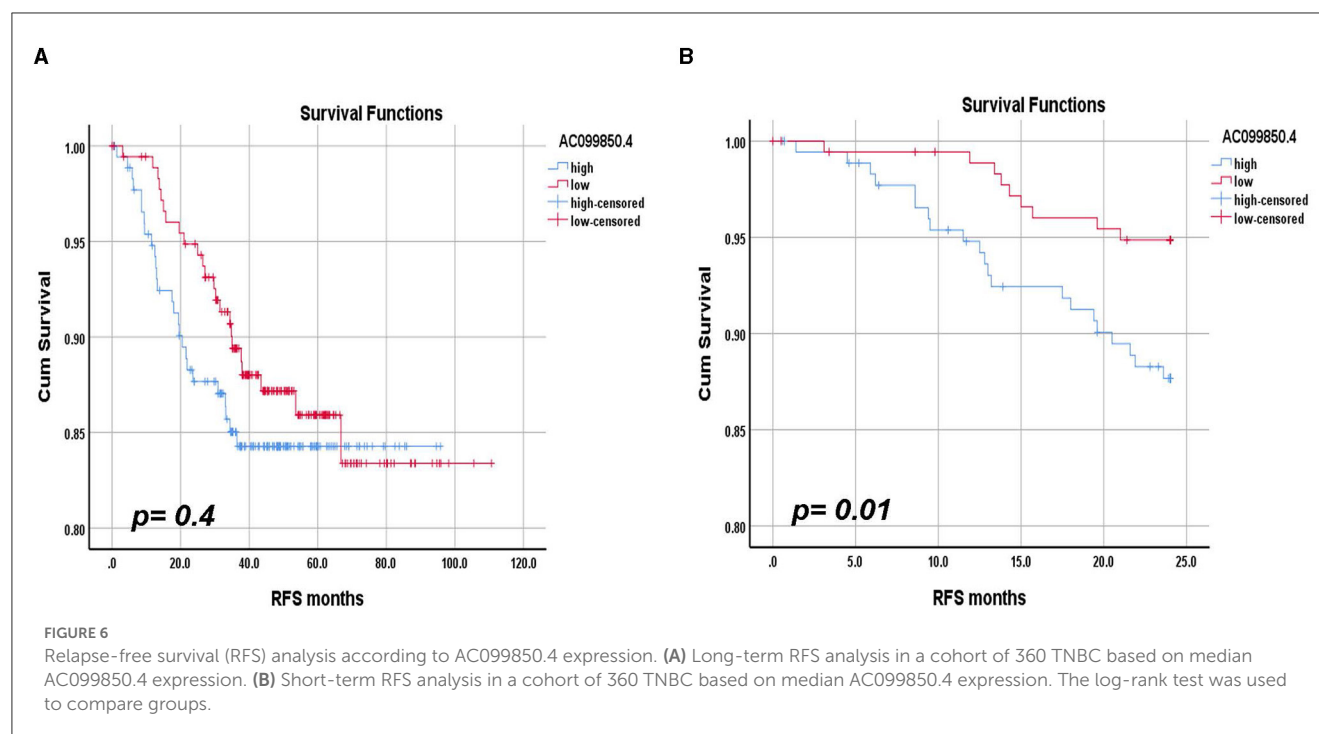 A
Survival Functions
AC099850.4
high
low
high-censored
low-censored
1.00
0.95
0.90
0.85
0.80
Cum Survival
p= 0.4
.0 20.0 40.0 60.0 80.0 100.0 120.0
RFS months
B
Survival Functions
AC099850.4
high
low
high-censored
low-censored
1.00
0.95
0.90
0.85
0.80
Cum Survival
p= 0.01
.0 5.0 10.0 15.0 20.0 25.0
RFS months
FIGURE 6
Relapse-free survival (RFS) analysis according to AC099850.4 expression. (A) Long-term RFS analysis in a cohort of 360 TNBC based on median
AC099850.4 expression. (B) Short-term RFS analysis in a cohort of 360 TNBC based on median AC099850.4 expression. The log-rank test was used
to compare groups.